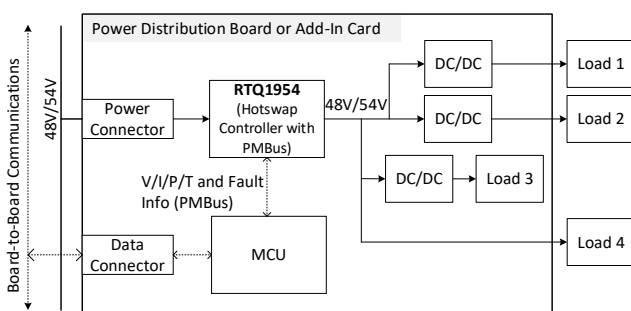 Power Distribution Board or Add-In Card
Board-to-Board Communications
48V/54V
Power
Connector
RTQ1954
(Hotswap
Controller with
PMBus)
48V/54V
DC/DC
Load 1
DC/DC
Load 2
DC/DC
Load 3
V/I/P/T and Fault
Info (PMBus)
Load 4
Data
Connector
MCU